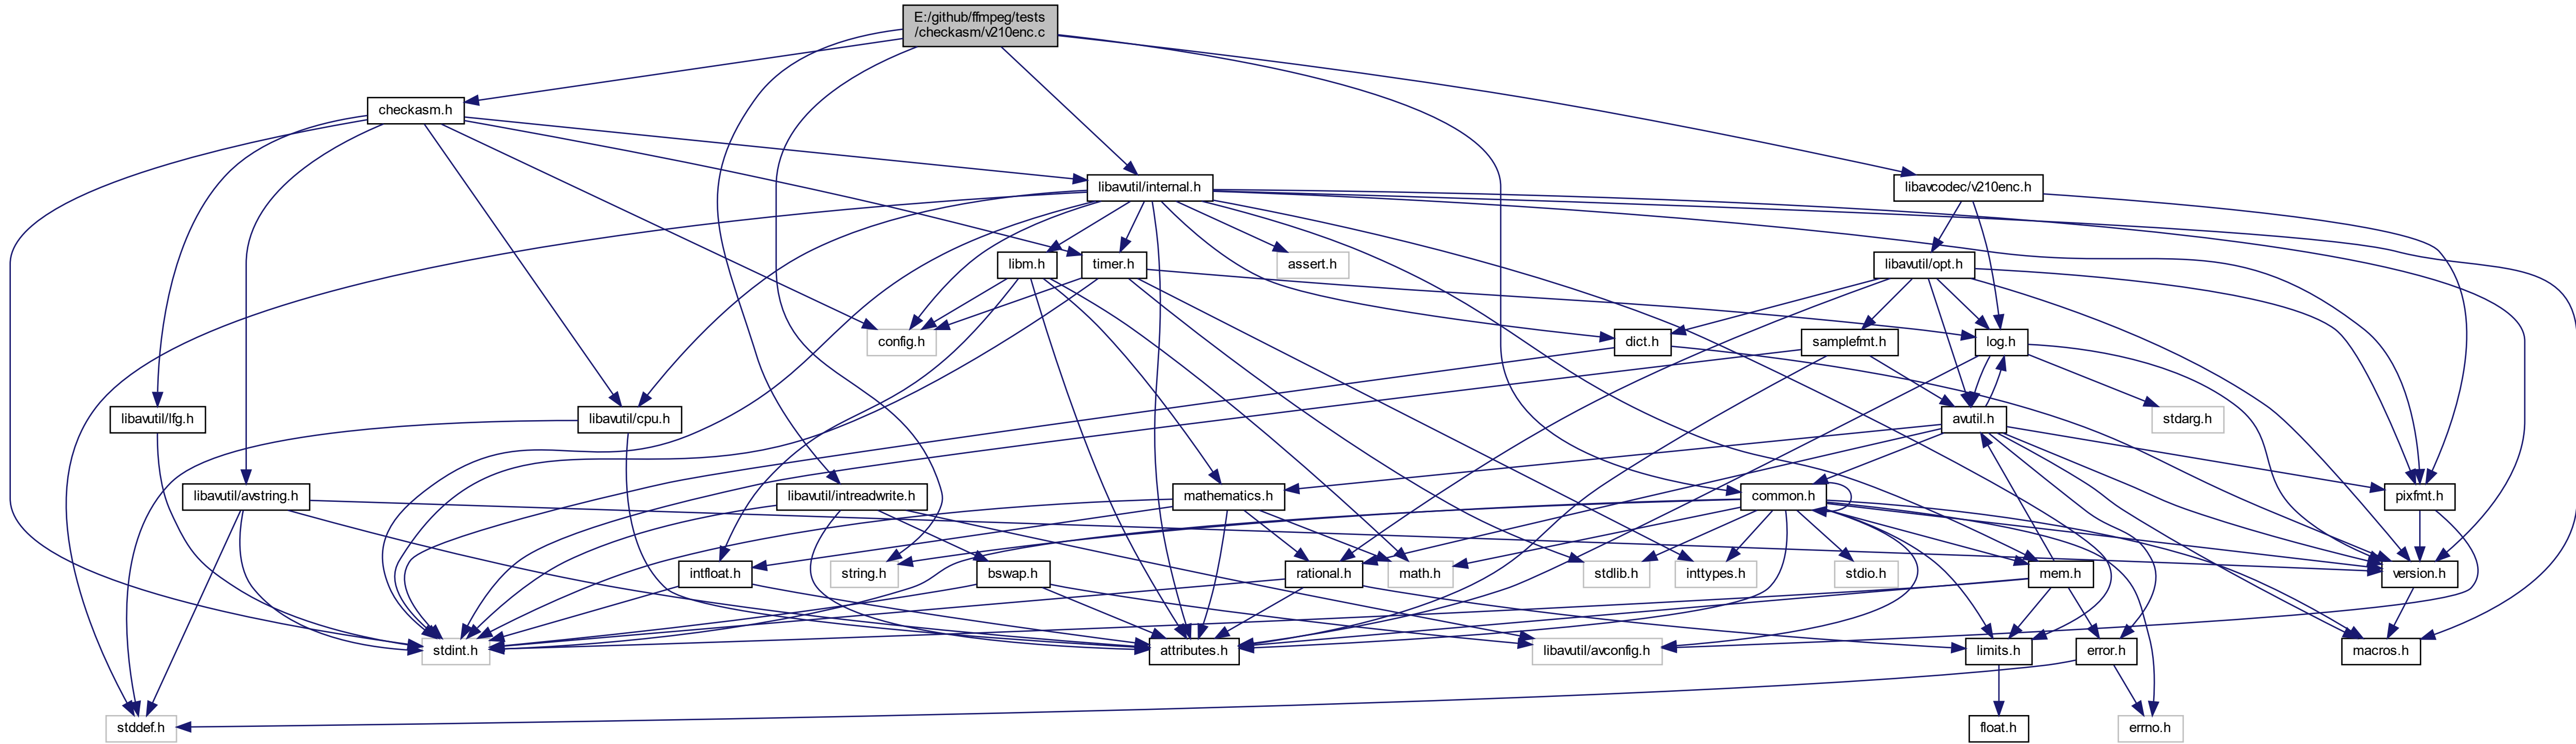 E:/github/ffmpeg/tests
/checkasm/v210enc.c
checkasm.h
libavutil/internal.h
libavcodec/v210enc.h
libm.h
timer.h
assert.h
libavutil/opt.h
config.h
dict.h
samplefmt.h
log.h
libavutil/lfg.h
libavutil/cpu.h
avutil.h
stdarg.h
libavutil/avstring.h
libavutil/intreadwrite.h
mathematics.h
common.h
pixfmt.h
intfloat.h
string.h
bswap.h
rational.h
math.h
stdlib.h
inttypes.h
stdio.h
mem.h
version.h
stdint.h
attributes.h
libavutil/avconfig.h
limits.h
error.h
macros.h
stddef.h
float.h
errno.h